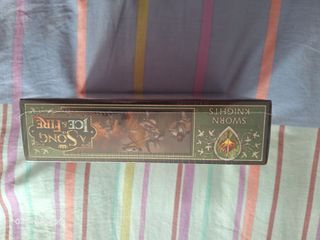 SWORN
KNIGHTS
A SONG
OF ICE & FIRE